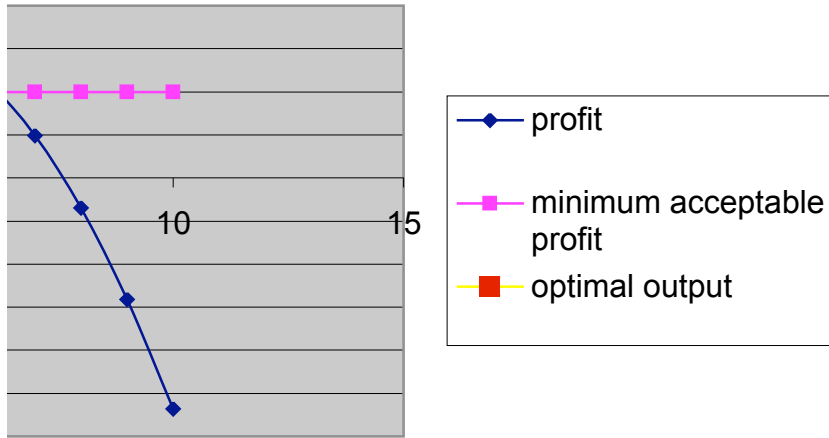 10
15
profit
minimum acceptable
profit
optimal output